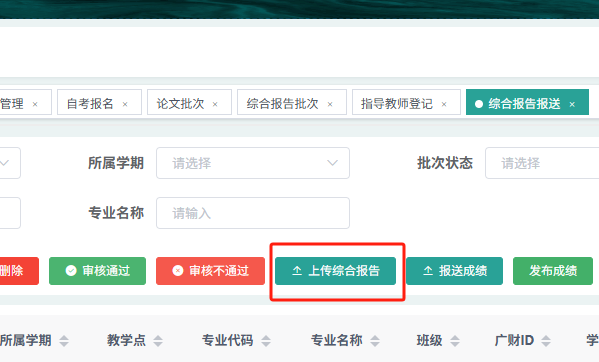 管理 × 自考报名 × 论文批次 × 综合报告批次 × 指导教师登记 × 综合报告报送 ×
所属学期 请选择 批次状态 请选择
专业名称 请输入
删除 审核通过 审核不通过 上传综合报告 报送成绩 发布成绩
所属学期 教学点 专业代码 专业名称 班级 广财ID 学